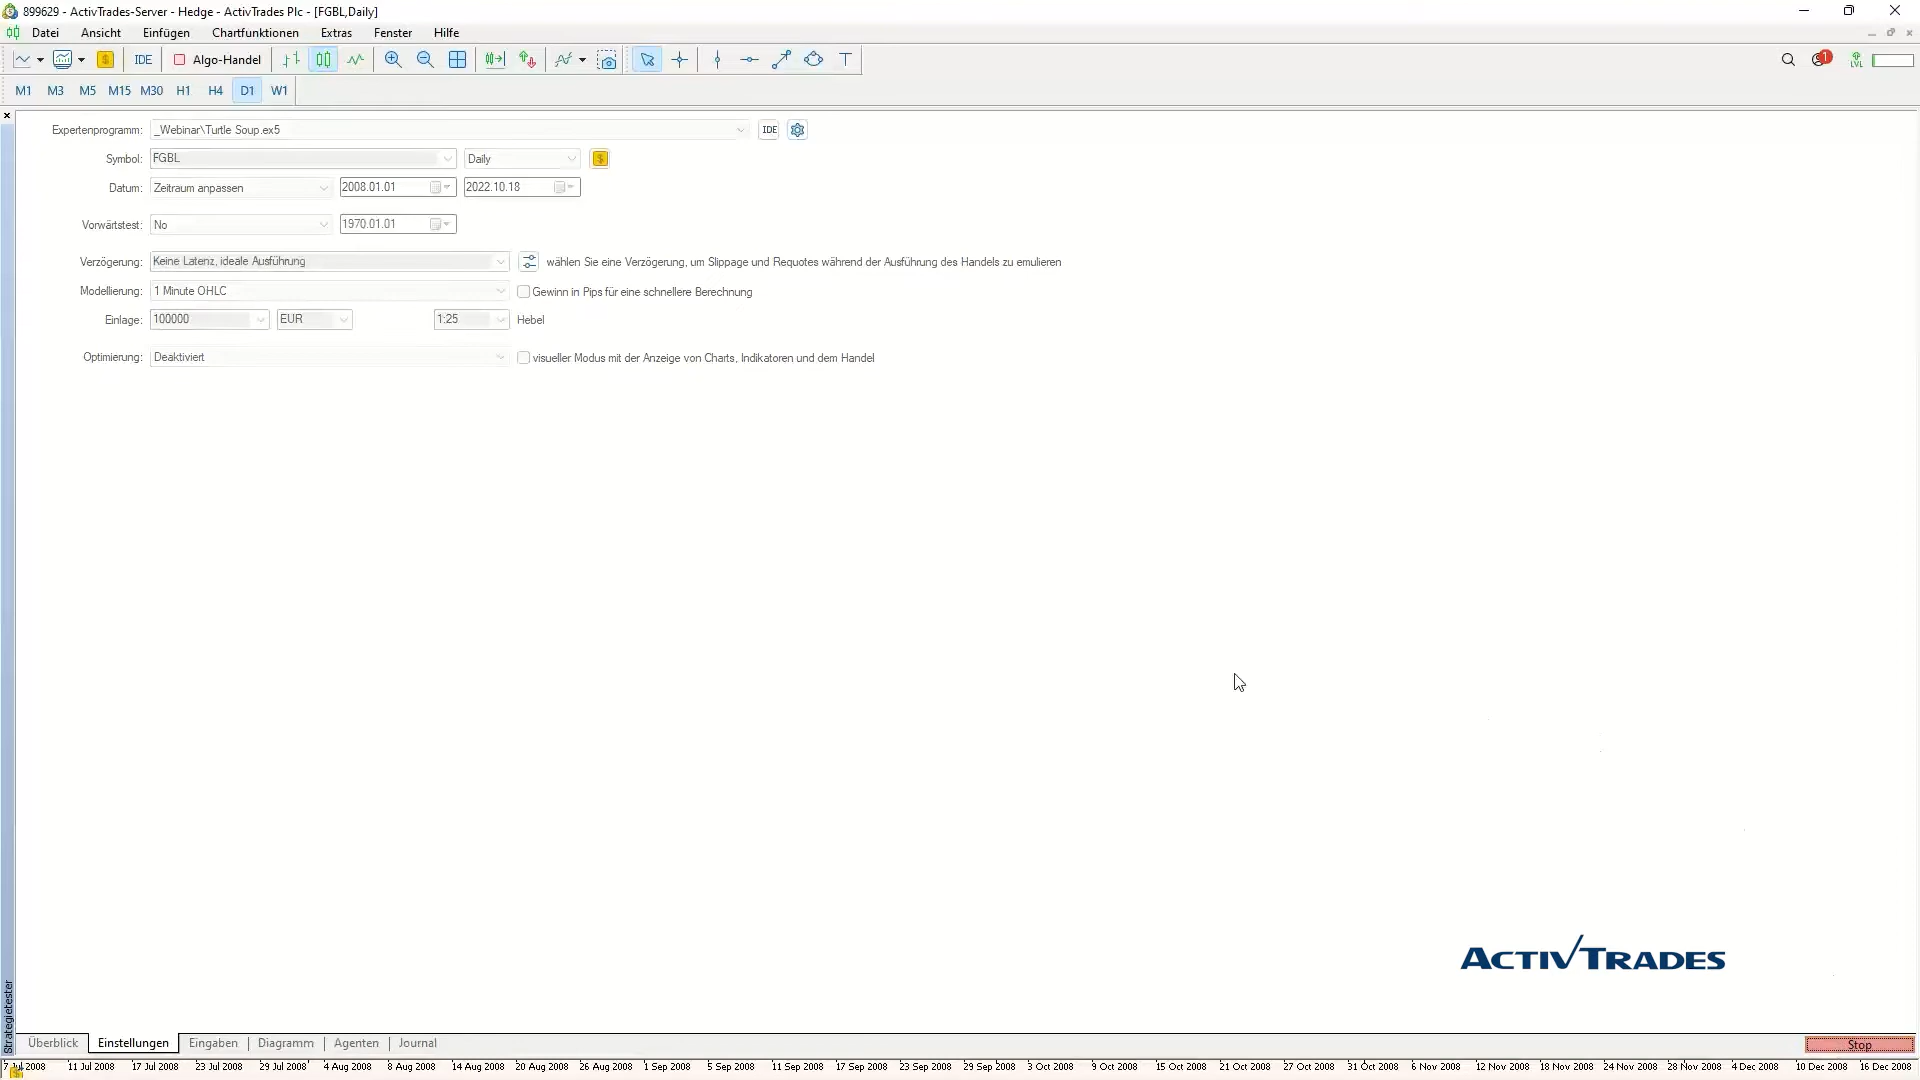 899629 - ActivTrades-Server - Hedge - ActivTrades Plc - [FGBL,Daily]
Datei Ansicht Einfügen Chartfunktionen Extras Fenster Hilfe
IDE Algo-Handel T 1 LVL
M1 M3 M5 M15 M30 H1 H4 D1 W1
Expertenprogramm: _Webinar\Turtle Soup.ex5 IDE
Symbol: FGBL Daily $
Datum: Zeitraum anpassen 2008.01.01 2022.10.18
Vorwärtstest: No 1970.01.01
Verzögerung: Keine Latenz, ideale Ausführung wählen Sie eine Verzögerung, um Slippage und Requotes während der Ausführung des Handels zu emulieren
Modellierung: 1 Minute OHLC Gewinn in Pips für eine schnellere Berechnung
Einlage: 100000 EUR 1:25 Hebel
Optimierung: Deaktiviert visueller Modus mit der Anzeige von Charts, Indikatoren und dem Handel
ACTIVTRADES
Strategietester
Überblick Einstellungen Eingaben Diagramm Agenten Journal Stop
2008 11 Jul 2008 17 Jul 2008 23 Jul 2008 29 Jul 2008 4 Aug 2008 8 Aug 2008 14 Aug 2008 20 Aug 2008 26 Aug 2008 1 Sep 2008 5 Sep 2008 11 Sep 2008 17 Sep 2008 23 Sep 2008 29 Sep 2008 3 Oct 2008 9 Oct 2008 15 Oct 2008 21 Oct 2008 27 Oct 2008 31 Oct 2008 6 Nov 2008 12 Nov 2008 18 Nov 2008 24 Nov 2008 28 Nov 2008 4 Dec 2008 10 Dec 2008 16 Dec 2008